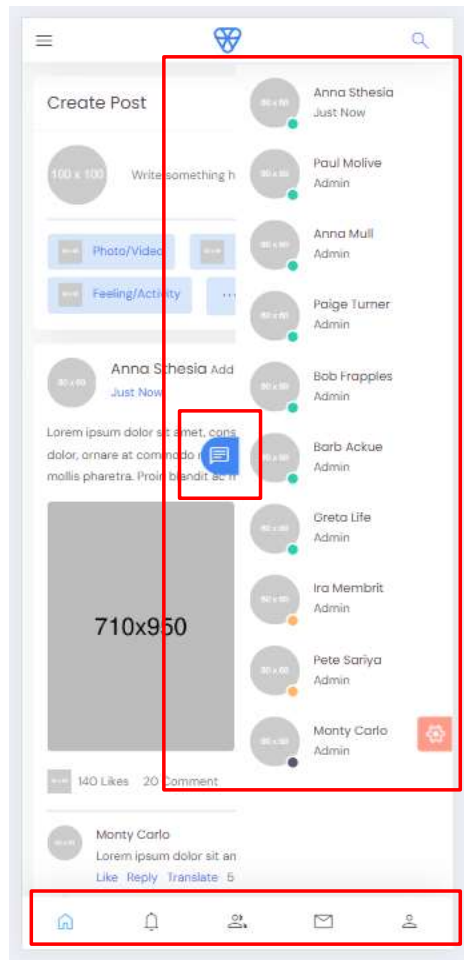 Create Post
100 x 100
Write something h
Photo/Video
Feeling/Activity
...
Anna Sthesia Add
Just Now
Lorem ipsum dolor sit amet, cons
dolor, ornare at commodo
mollis pharetra. Proin blandit ac
710x950
140 Likes 20 Comment
Monty Carlo
Lorem ipsum dolor sit an
Like Reply Translate 5
Anna Sthesia
Just Now
Paul Molive
Admin
Anna Mull
Admin
Paige Turner
Admin
Bob Frapples
Admin
Barb Ackue
Admin
Greta Life
Admin
Ira Membrit
Admin
Pete Sariya
Admin
Monty Carlo
Admin